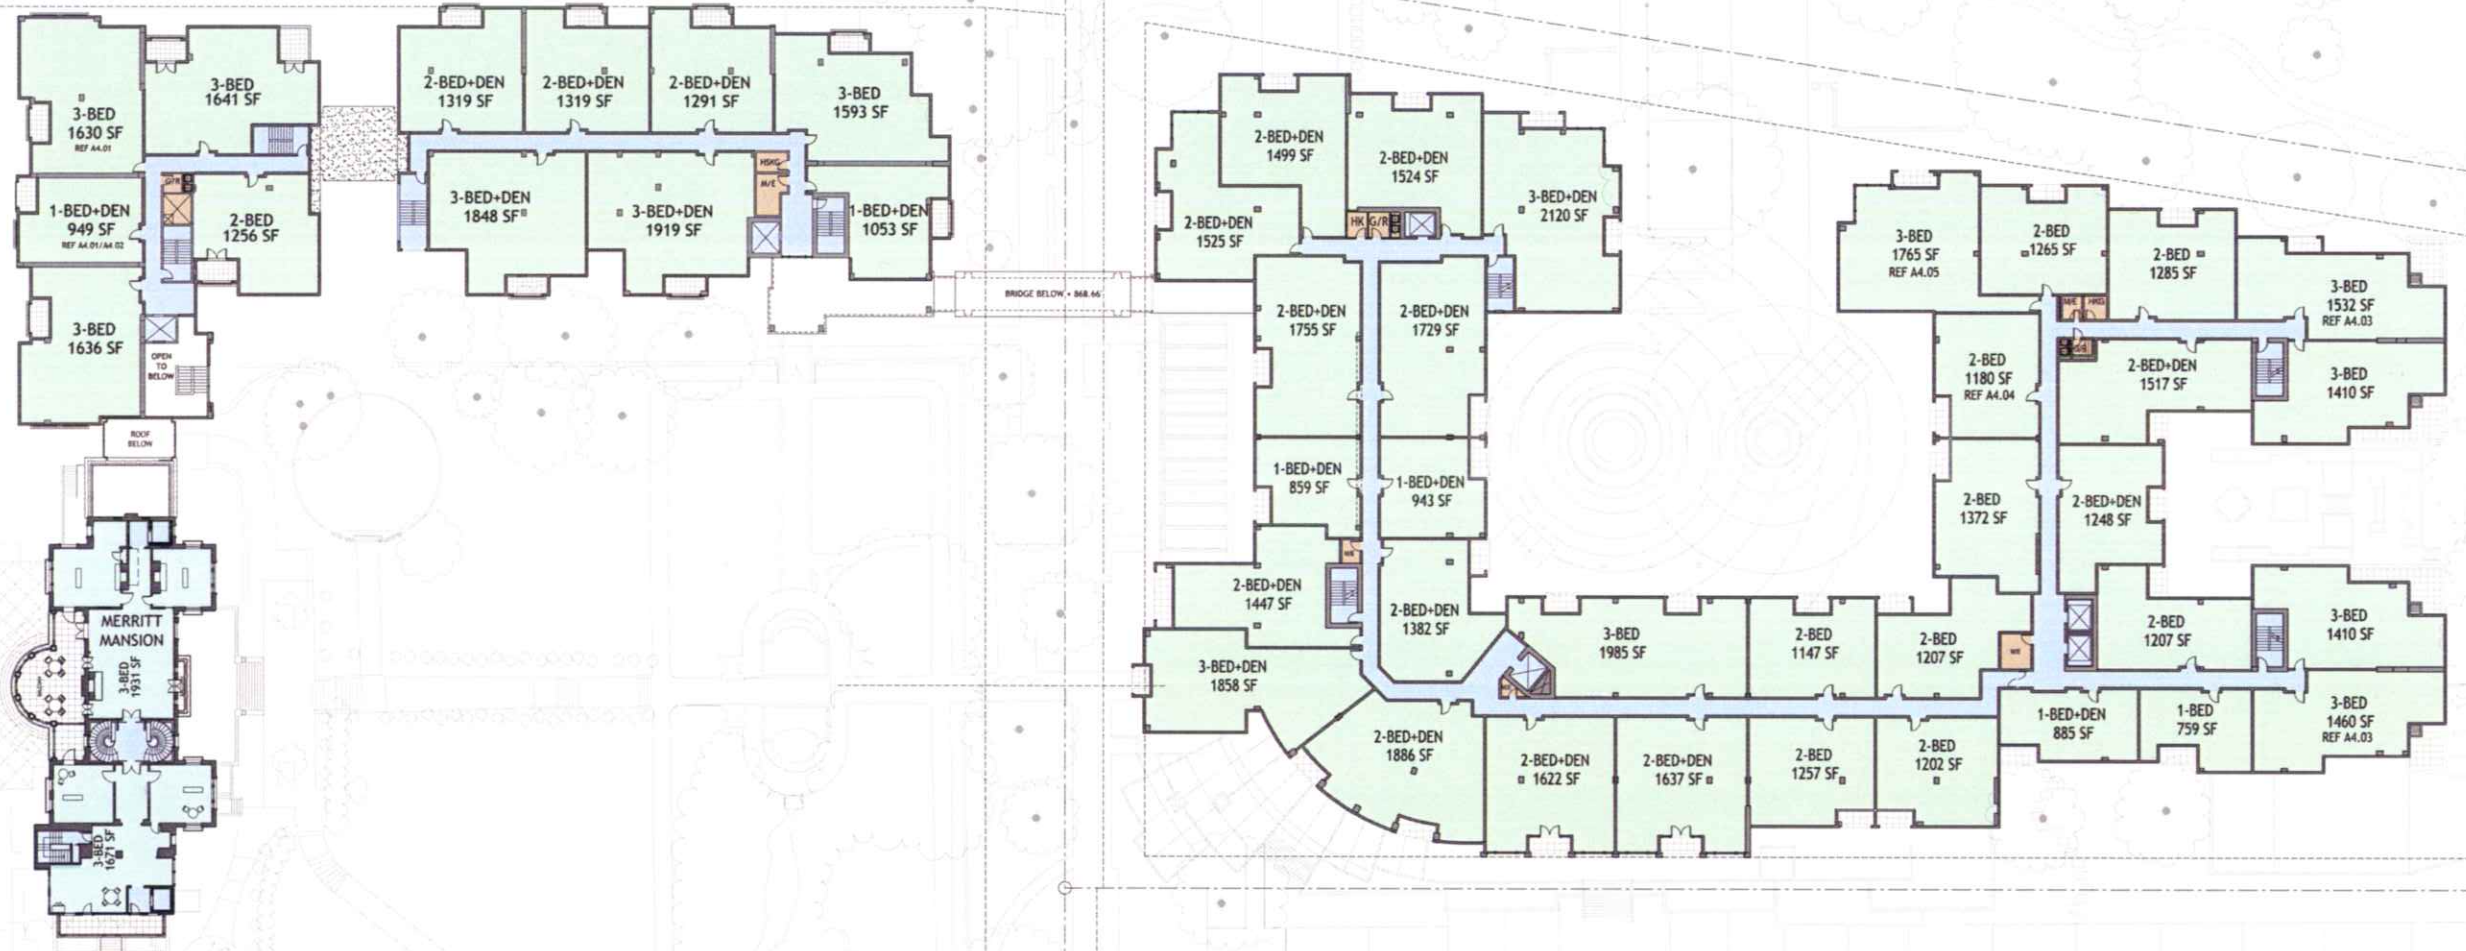 3-BED
1630 SF
REF A4.01
3-BED
1641 SF
1-BED+DEN
949 SF
REF A4.01/A4.02
G/R
2-BED
1256 SF
3-BED
1636 SF
OPEN
TO
BELOW
ROOF
BELOW
MERRITT
MANSION
3-BED
1931 SF
3-BED
1671 SF
2-BED+DEN
1319 SF
2-BED+DEN
1319 SF
2-BED+DEN
1291 SF
3-BED
1593 SF
3-BED+DEN
1848 SF
3-BED+DEN
1919 SF
HSKG
M/E
1-BED+DEN
1053 SF
BRIDGE BELOW + 868.66
2-BED+DEN
1499 SF
2-BED+DEN
1524 SF
3-BED+DEN
2120 SF
2-BED+DEN
1525 SF
HK
G/R
2-BED+DEN
1755 SF
2-BED+DEN
1729 SF
1-BED+DEN
859 SF
1-BED+DEN
943 SF
2-BED+DEN
1447 SF
2-BED+DEN
1382 SF
3-BED+DEN
1858 SF
2-BED+DEN
1886 SF
3-BED
1985 SF
2-BED
1147 SF
2-BED
1207 SF
2-BED+DEN
1622 SF
2-BED+DEN
1637 SF
2-BED
1257 SF
2-BED
1202 SF
3-BED
1765 SF
REF A4.05
2-BED
1265 SF
2-BED
1285 SF
3-BED
1532 SF
REF A4.03
M/E
HKG
2-BED
1180 SF
REF A4.04
2-BED+DEN
1517 SF
3-BED
1410 SF
2-BED
1372 SF
2-BED+DEN
1248 SF
2-BED
1207 SF
3-BED
1410 SF
1-BED+DEN
885 SF
1-BED
759 SF
3-BED
1460 SF
REF A4.03